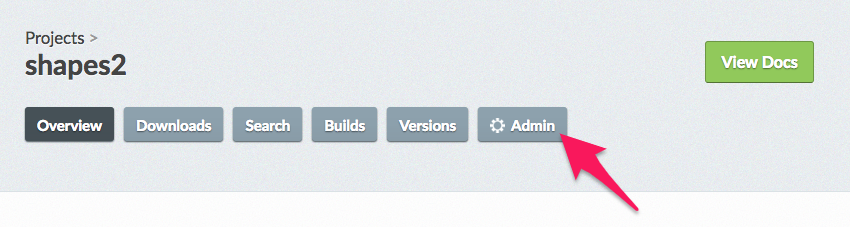 Projects >
shapes2
View Docs
Overview Downloads Search Builds Versions Admin